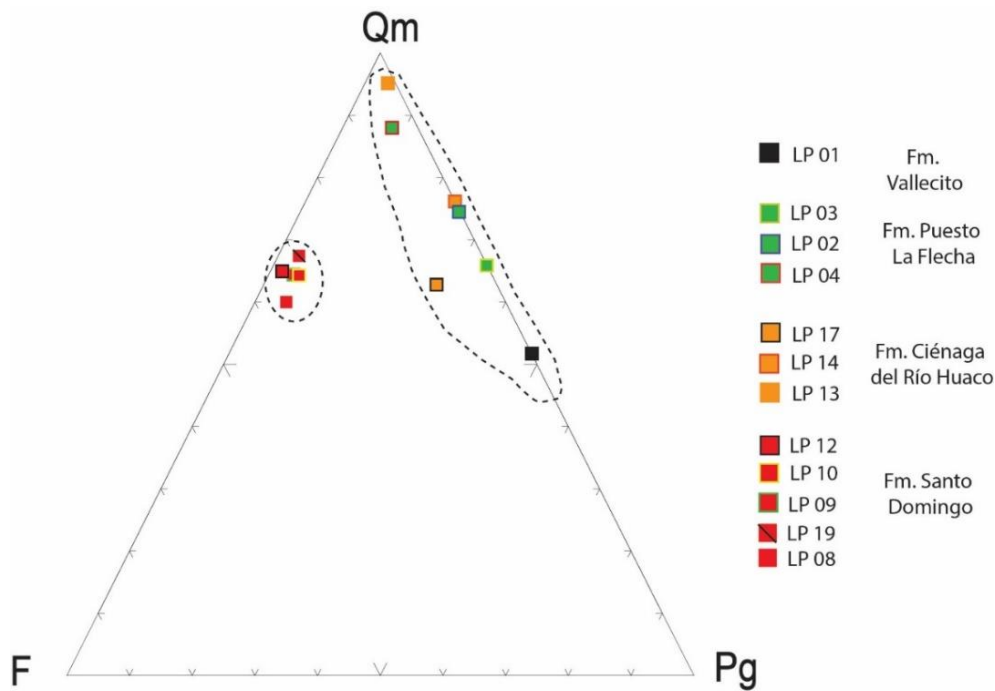 Qm
LP 01
Fm.
Vallecito
LP 03
LP 02
LP 04
Fm. Puesto
La Flecha
LP 17
LP 14
LP 13
Fm. Ciénaga
del Río Huaco
LP 12
LP 10
LP 09
LP 19
LP 08
Fm. Santo
Domingo
F
Pg